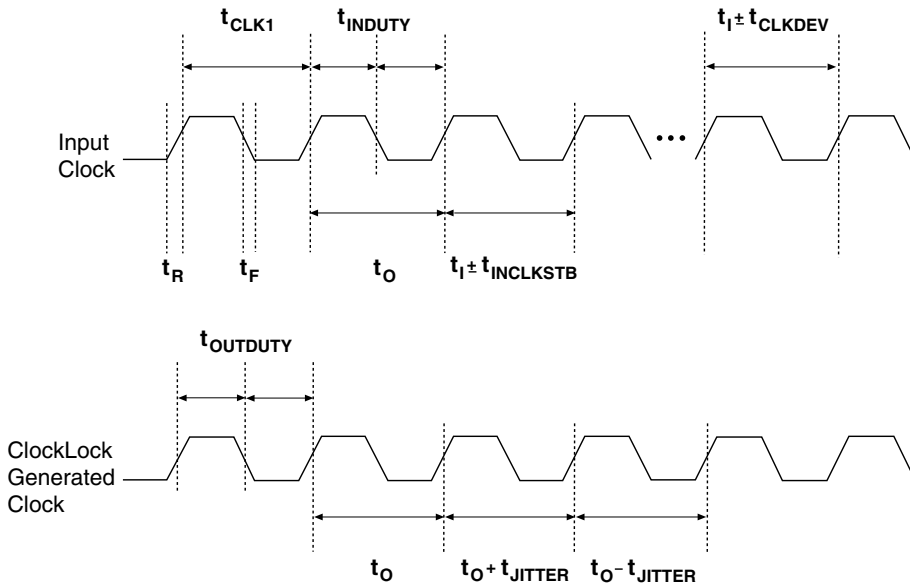 tCLK1 tINDUTY tI ± tCLKDEV
Input
Clock
tR tF tO tI ± tINCLKSTB
tOUTDUTY
ClockLock
Generated
Clock
tO tO + tJITTER tO – tJITTER